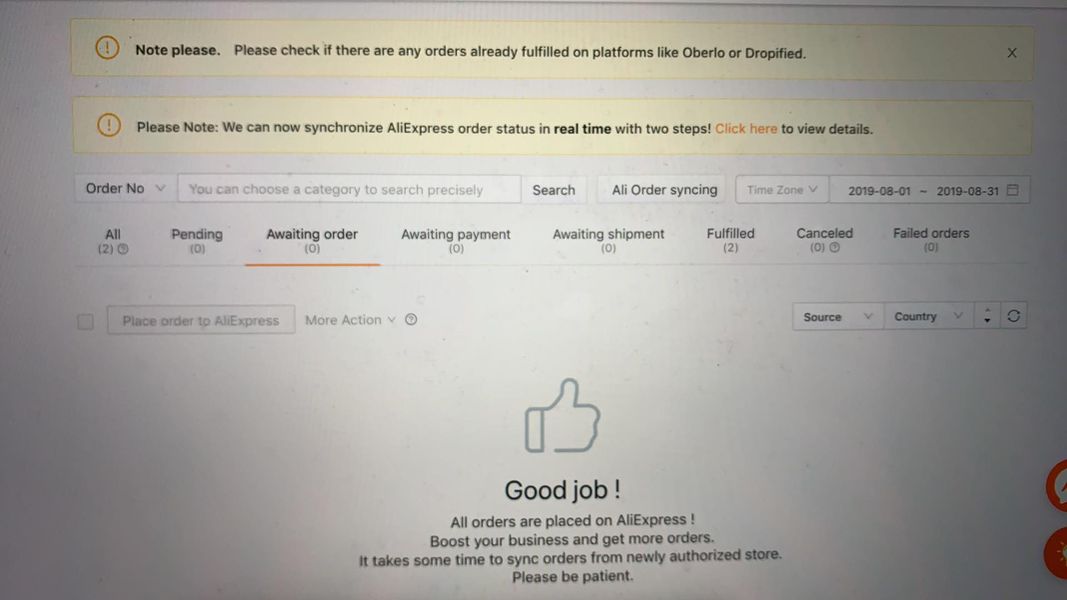 Note please. Please check if there are any orders already fulfilled on platforms like Oberlo or Dropified.
Please Note: We can now synchronize AliExpress order status in real time with two steps! Click here to view details.
Order No You can choose a category to search precisely Search Ali Order syncing Time Zone 2019-08-01 ~ 2019-08-31
All Pending Awaiting order Awaiting payment Awaiting shipment Fulfilled Canceled Failed orders
(2) (0) (0) (0) (0) (2) (0) (0)
Place order to AliExpress More Action Source Country
Good job !
All orders are placed on AliExpress !
Boost your business and get more orders.
It takes some time to sync orders from newly authorized store.
Please be patient.